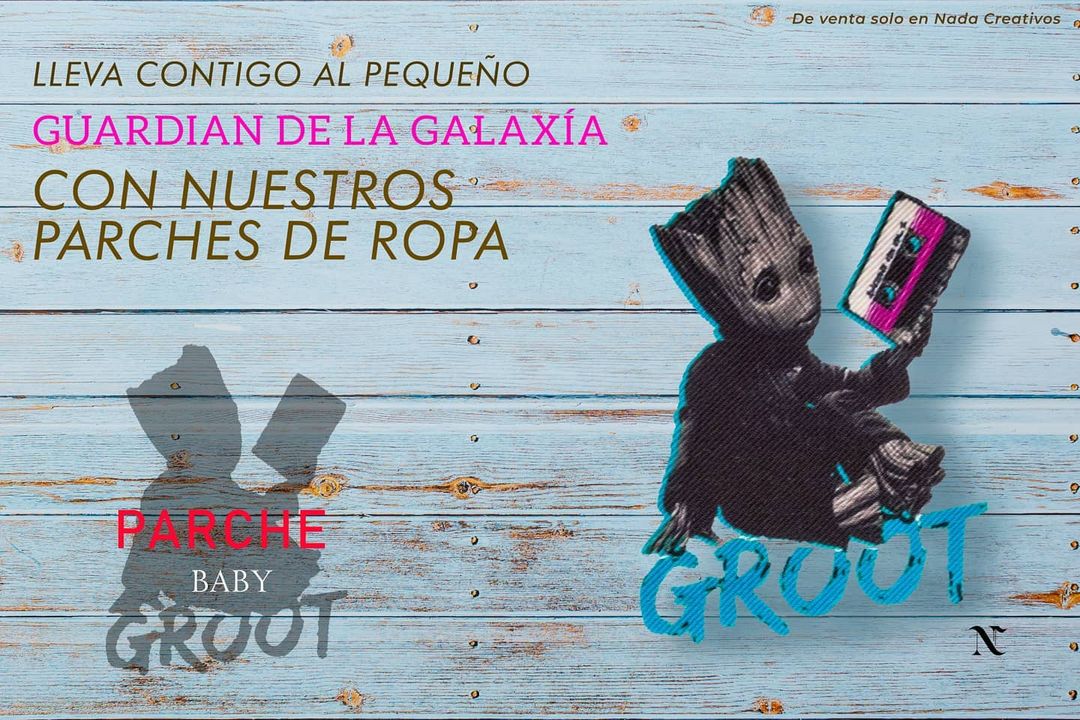 De venta solo en Nada Creativos
LLEVA CONTIGO AL PEQUEÑO
GUARDIAN DE LA GALAXÍA
CON NUESTROS
PARCHES DE ROPA
PARCHE
BABY
GROOT
GROOT
N